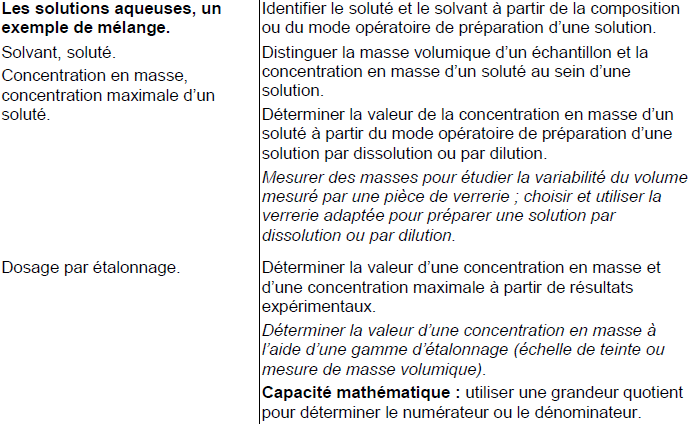 Les solutions aqueuses, un
exemple de mélange.
Solvant, soluté.
Concentration en masse,
concentration maximale d'un
soluté.
Identifier le soluté et le solvant à partir de la composition
ou du mode opératoire de préparation d'une solution.
Distinguer la masse volumique d'un échantillon et la
concentration en masse d'un soluté au sein d'une
solution.
Déterminer la valeur de la concentration en masse d'un
soluté à partir du mode opératoire de préparation d'une
solution par dissolution ou par dilution.
Mesurer des masses pour étudier la variabilité du volume
mesuré par une pièce de verrerie ; choisir et utiliser la
verrerie adaptée pour préparer une solution par
dissolution ou par dilution.
Dosage par étalonnage.
Déterminer la valeur d'une concentration en masse et
d'une concentration maximale à partir de résultats
expérimentaux.
Déterminer la valeur d'une concentration en masse à
l'aide d'une gamme d'étalonnage (échelle de teinte ou
mesure de masse volumique).
Capacité mathématique : utiliser une grandeur quotient
pour déterminer le numérateur ou le dénominateur.